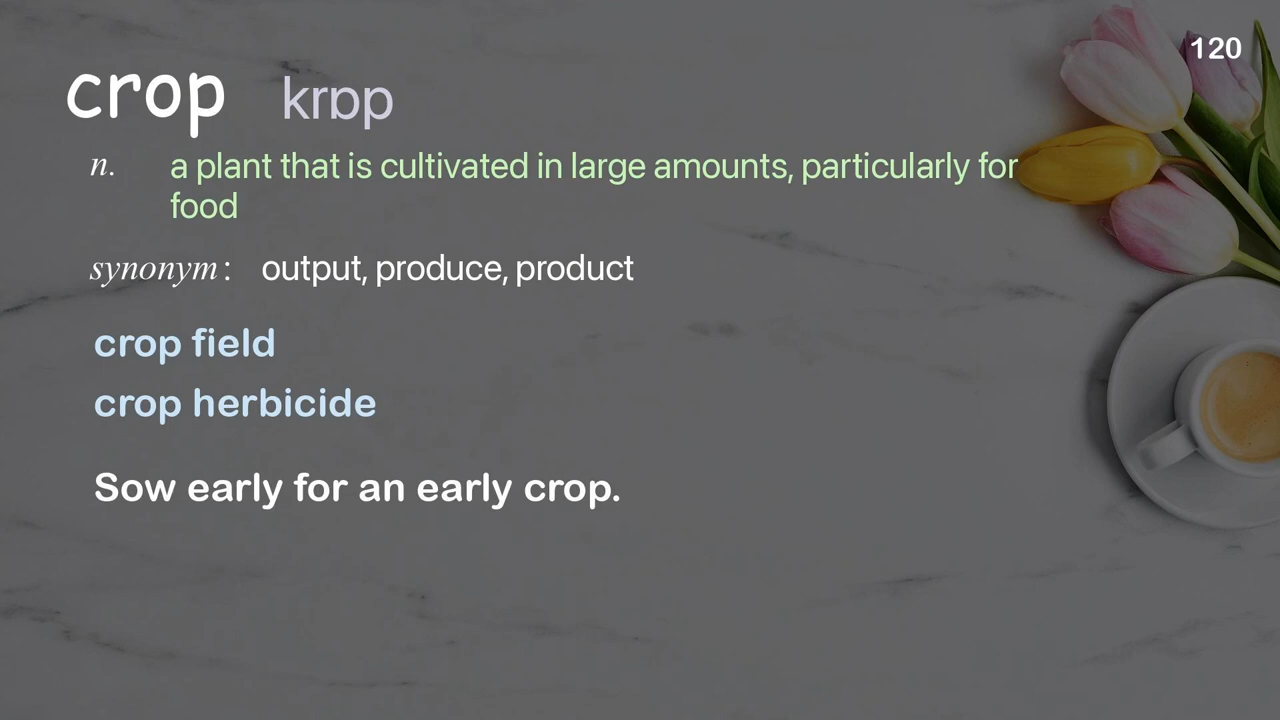 120
crop krɒp
n. a plant that is cultivated in large amounts, particularly for
food
synonym : output, produce, product
crop field
crop herbicide
Sow early for an early crop.